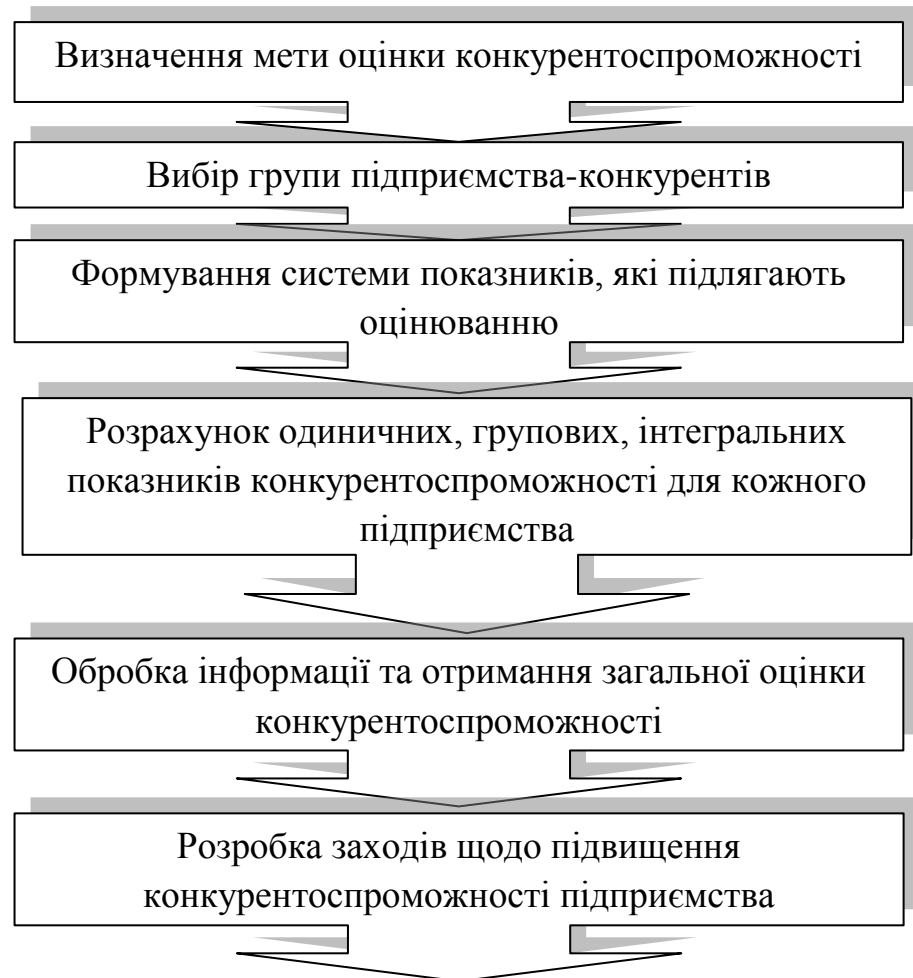 Визначення мети оцінки конкурентоспроможності
Вибір групи підприємства-конкурентів
Формування системи показників, які підлягають
оцінюванню
Розрахунок одиничних, групових, інтегральних
показників конкурентоспроможності для кожного
підприємства
Обробка інформації та отримання загальної оцінки
конкурентоспроможності
Розробка заходів щодо підвищення
конкурентоспроможності підприємства